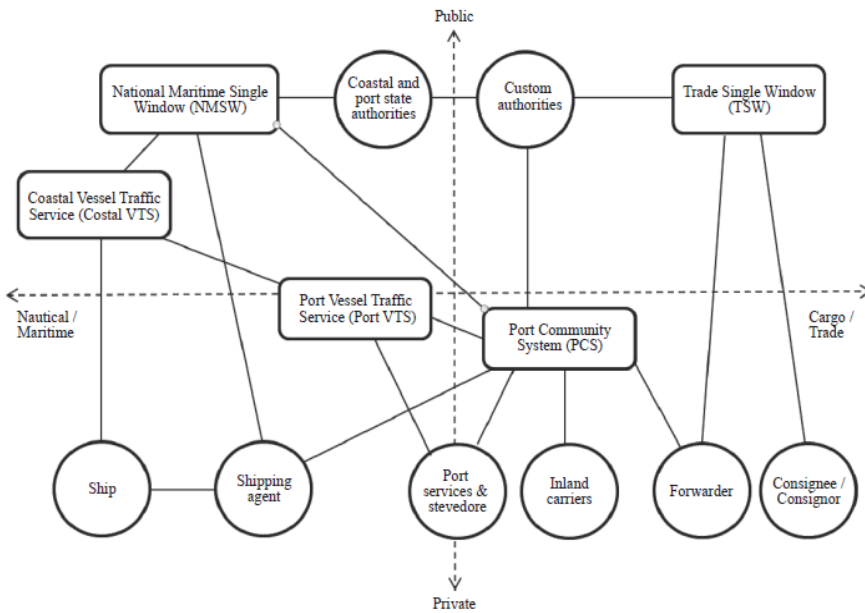 Public
National Maritime Single
Window (NMSW)
Coastal and
port state
authorities
Custom
authorities
Trade Single Window
(TSW)
Coastal Vessel Traffic
Service (Costal VTS)
Nautical /
Maritime
Port Vessel Traffic
Service (Port VTS)
Port Community
System (PCS)
Cargo /
Trade
Ship
Shipping
agent
Port
services &
stevedore
Inland
carriers
Forwarder
Consignee /
Consignor
Private